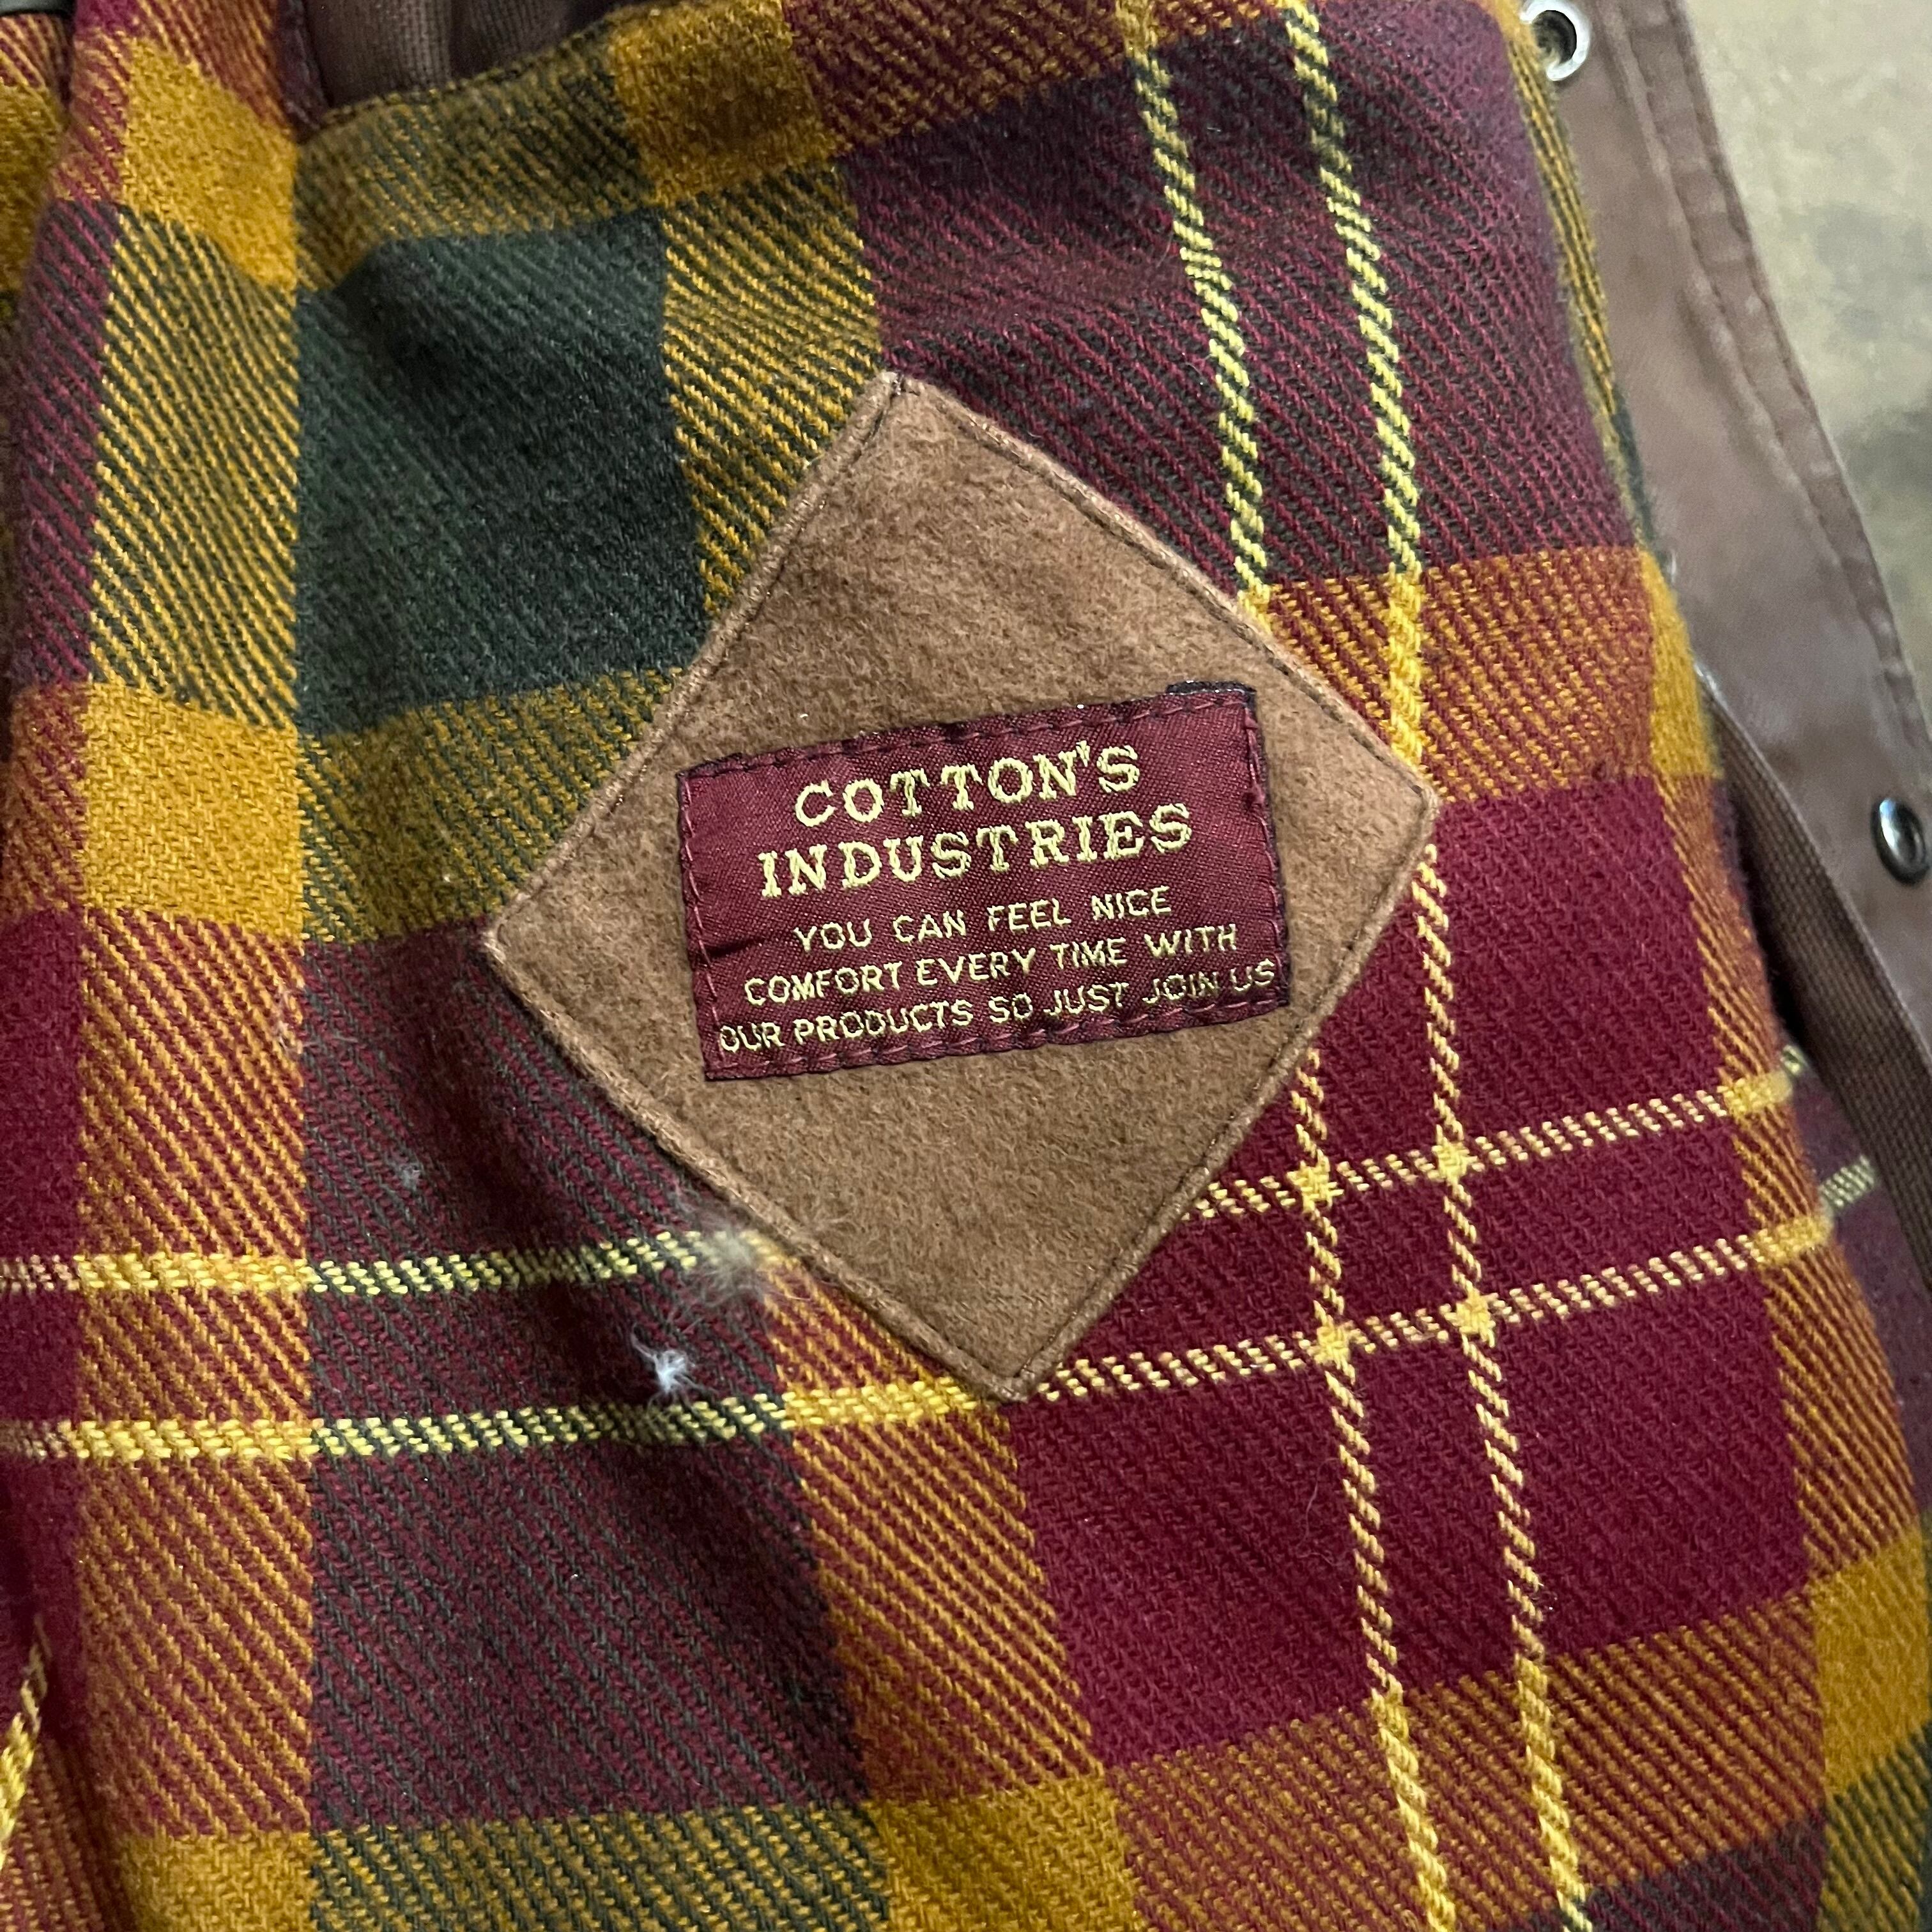 COTTON'S
INDUSTRIES
YOU CAN FEEL NICE
COMFORT EVERY TIME WITH
OUR PRODUCTS SO JUST JOIN US